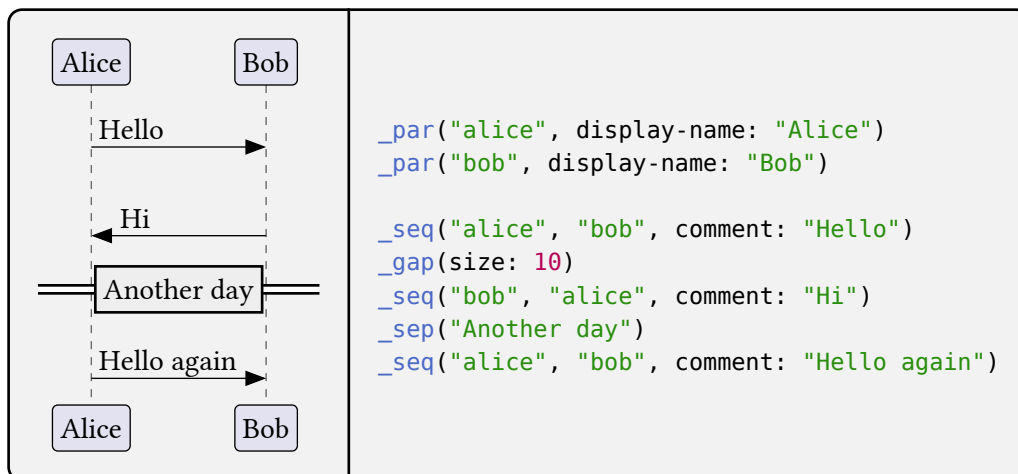 Alice Bob
Hello
Hi
Another day
Hello again
Alice Bob
_par("alice", display-name: "Alice")
_par("bob", display-name: "Bob")
_seq("alice", "bob", comment: "Hello")
_gap(size: 10)
_seq("bob", "alice", comment: "Hi")
_sep("Another day")
_seq("alice", "bob", comment: "Hello again")